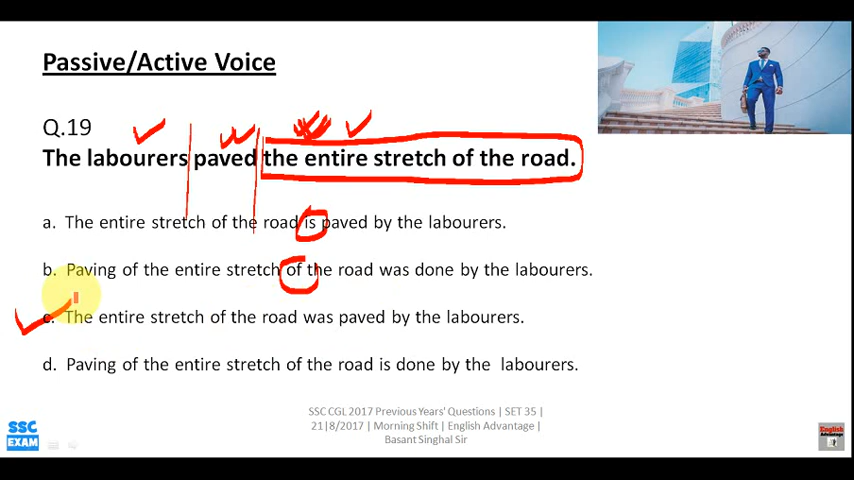 Passive/Active Voice
Q.19
The labourers paved the entire stretch of the road.
a. The entire stretch of the road is paved by the labourers.
b. Paving of the entire stretch of the road was done by the labourers.
c. The entire stretch of the road was paved by the labourers.
d. Paving of the entire stretch of the road is done by the labourers.
SSC CGL 2017 Previous Years' Questions | SET 35 |
21|8/2017 | Morning Shift | English Advantage |
Basant Singhal Sir
SSC
EXAM
English
Advantage